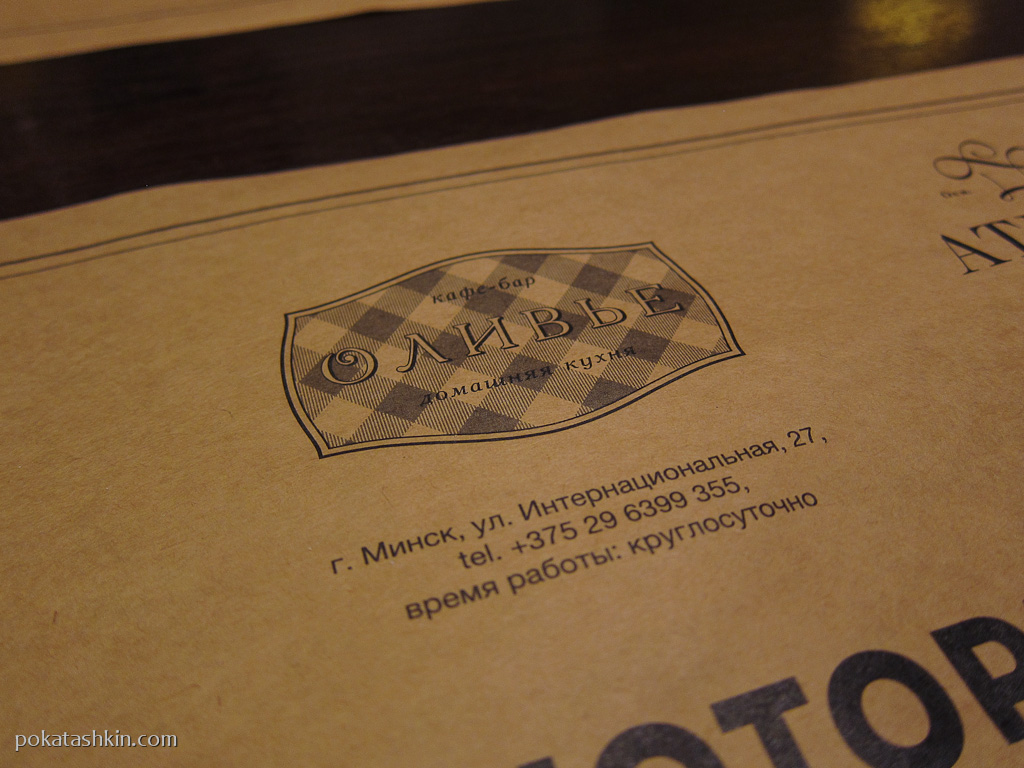 кафе-бар
ОЛИВЬЕ
домашняя кухня
г. Минск, ул. Интернациональная, 27,
tel. +375 29 6399 355,
время работы: круглосуточно
pokatashkin.com